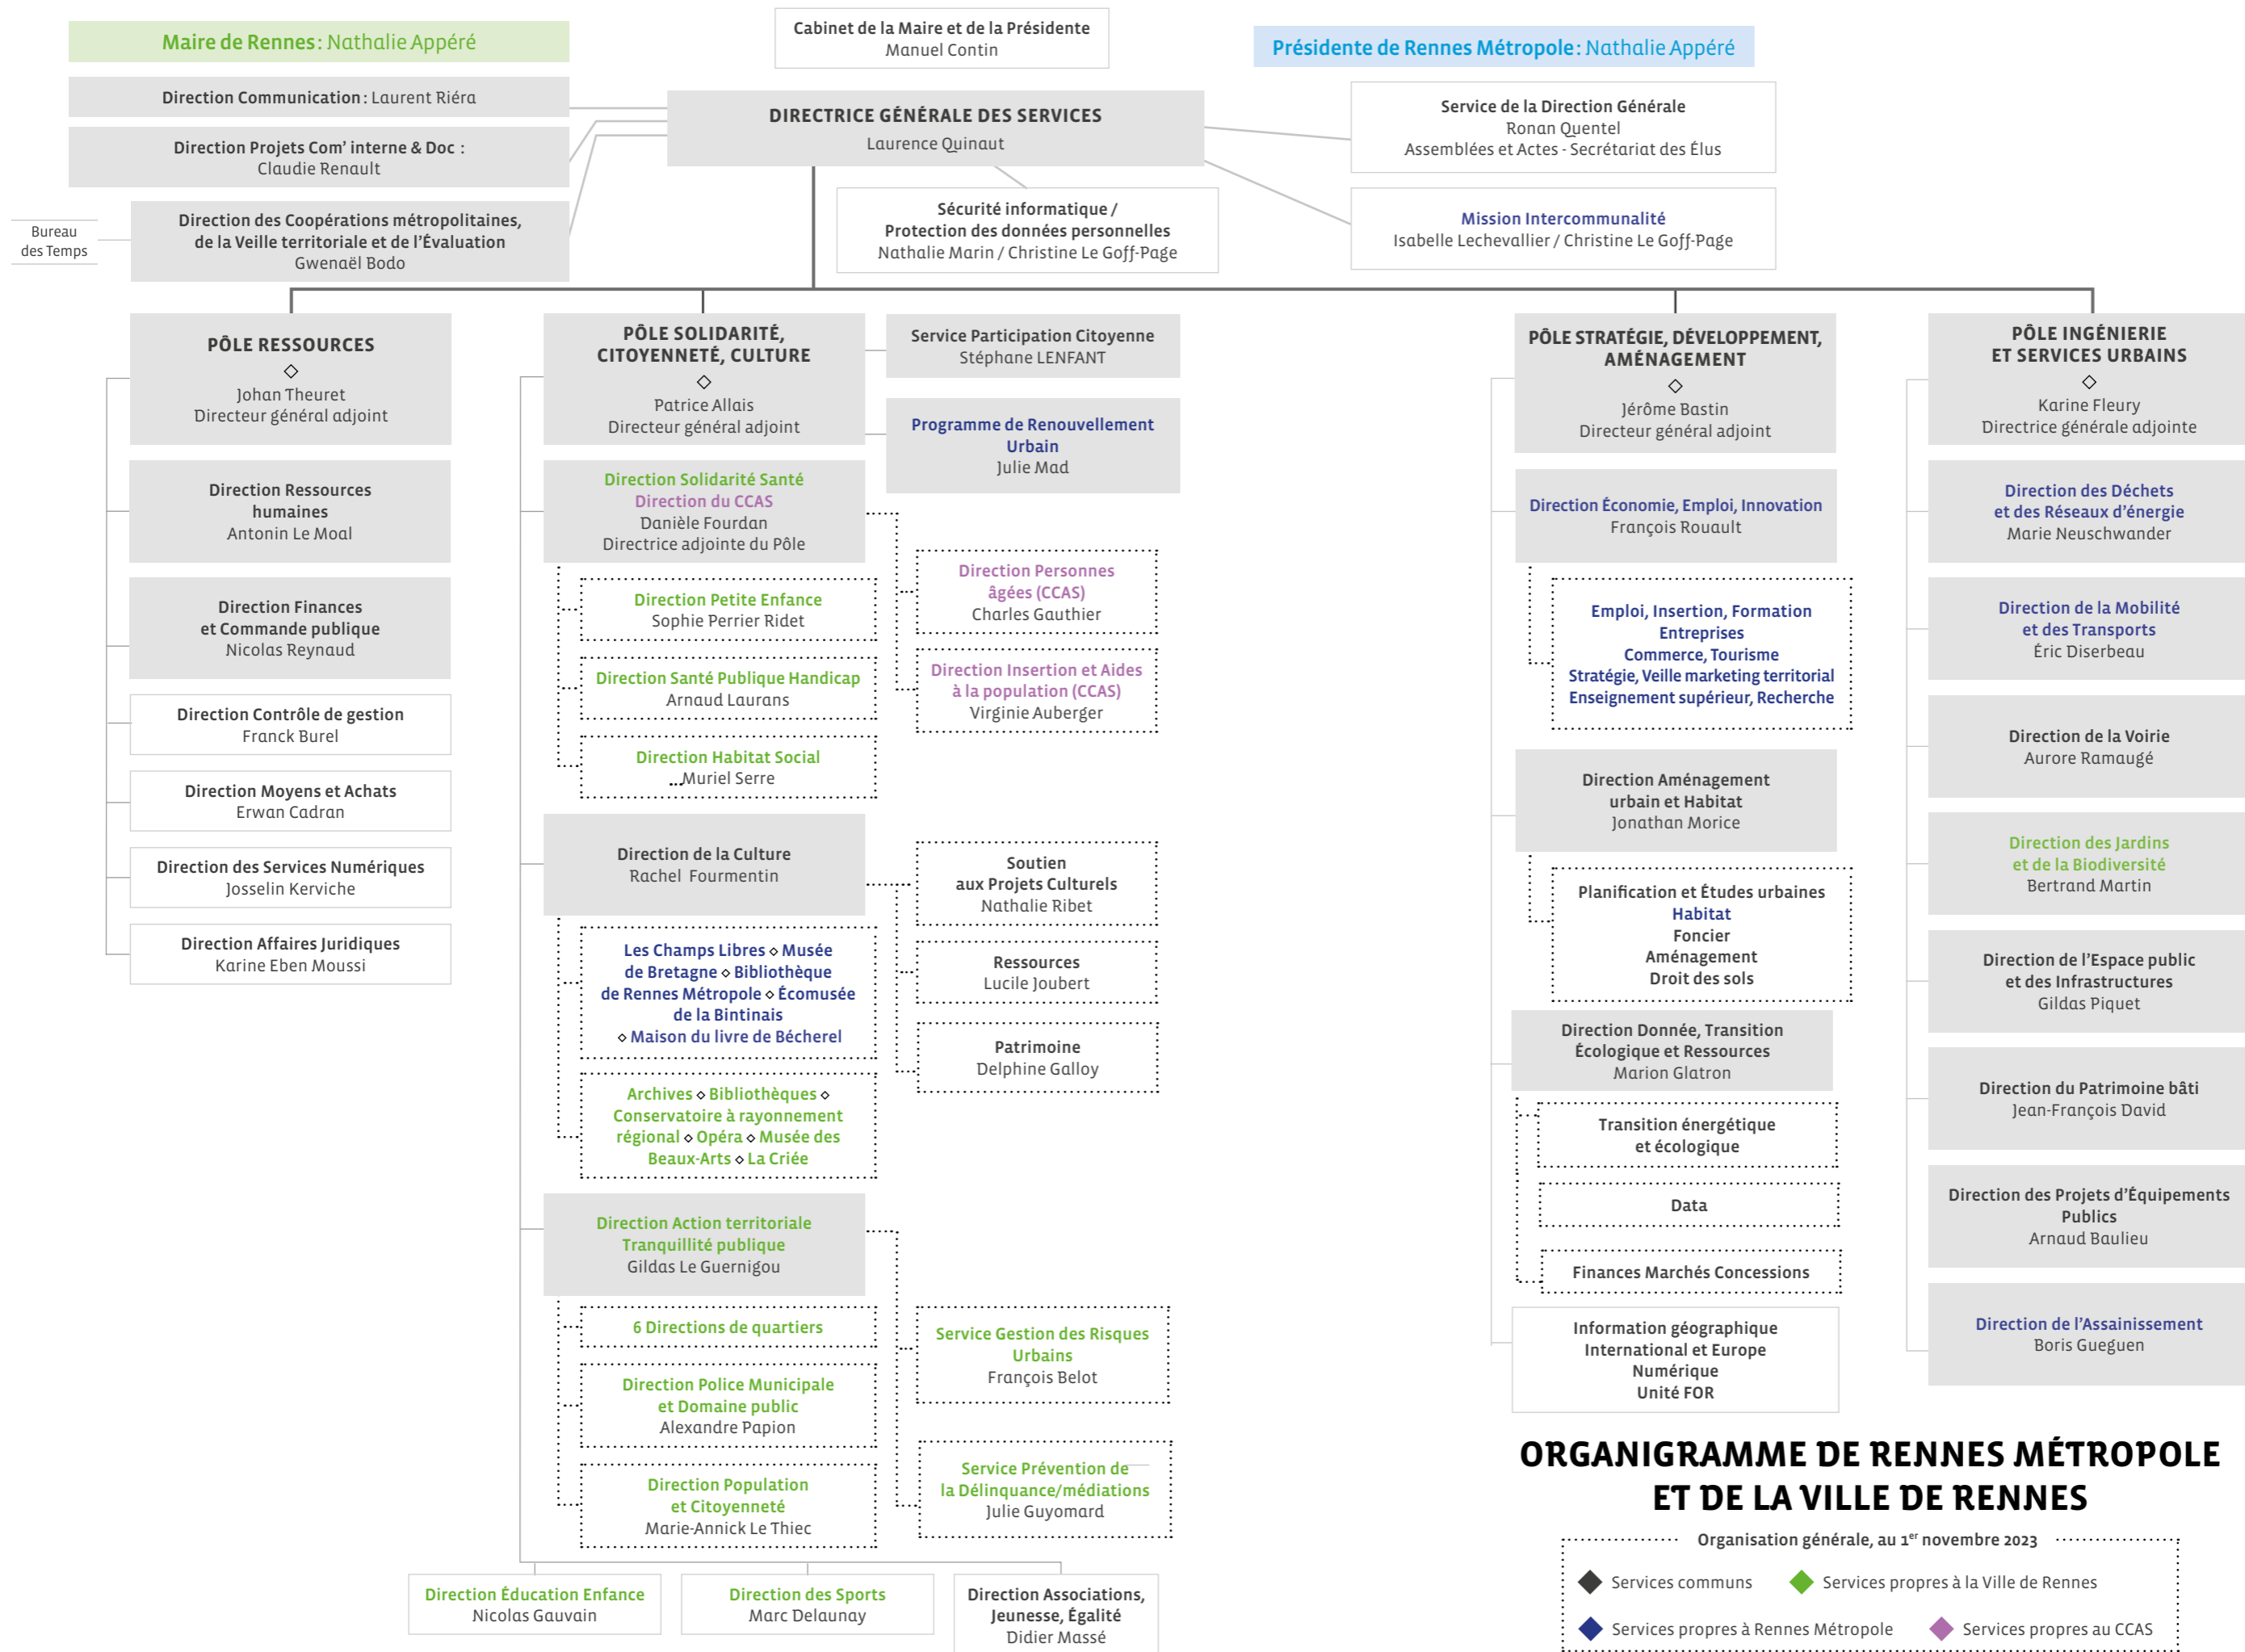 Maire de Rennes : Nathalie Appéré
Cabinet de la Maire et de la Présidente
Manuel Contin
Présidente de Rennes Métropole : Nathalie Appéré
Direction Communication : Laurent Riéra
Direction Projets Com' interne & Doc :
Claudie Renault
Bureau
des Temps
Direction des Coopérations métropolitaines,
de la Veille territoriale et de l'Évaluation
Gwenaël Bodo
DIRECTRICE GÉNÉRALE DES SERVICES
Laurence Quinaut
Sécurité informatique /
Protection des données personnelles
Nathalie Marin / Christine Le Goff-Page
Service de la Direction Générale
Ronan Quentel
Assemblées et Actes - Secrétariat des Élus
Mission Intercommunalité
Isabelle Lechevallier / Christine Le Goff-Page
PÔLE RESSOURCES
◇
Johan Theuret
Directeur général adjoint
Direction Ressources
humaines
Antonin Le Moal
Direction Finances
et Commande publique
Nicolas Reynaud
Direction Contrôle de gestion
Franck Burel
Direction Moyens et Achats
Erwan Cadran
Direction des Services Numériques
Josselin Kerviche
Direction Affaires Juridiques
Karine Eben Moussi
PÔLE SOLIDARITÉ,
CITOYENNETÉ, CULTURE
◇
Patrice Allais
Directeur général adjoint
Service Participation Citoyenne
Stéphane LENFANT
Programme de Renouvellement
Urbain
Julie Mad
Direction Solidarité Santé
Direction du CCAS
Danièle Fourdan
Directrice adjointe du Pôle
Direction Petite Enfance
Sophie Perrier Ridet
Direction Santé Publique Handicap
Arnaud Laurans
Direction Habitat Social
Muriel Serre
Direction Personnes
âgées (CCAS)
Charles Gauthier
Direction Insertion et Aides
à la population (CCAS)
Virginie Auberger
Direction de la Culture
Rachel Fourmentin
Les Champs Libres ◇ Musée
de Bretagne ◇ Bibliothèque
de Rennes Métropole ◇ Écomusée
de la Bintinais
◇ Maison du livre de Bécherel
Archives ◇ Bibliothèques ◇
Conservatoire à rayonnement
régional ◇ Opéra ◇ Musée des
Beaux-Arts ◇ La Criée
Soutien
aux Projets Culturels
Nathalie Ribet
Ressources
Lucile Joubert
Patrimoine
Delphine Galloy
Direction Action territoriale
Tranquillité publique
Gildas Le Guernigou
6 Directions de quartiers
Direction Police Municipale
et Domaine public
Alexandre Papion
Direction Population
et Citoyenneté
Marie-Annick Le Thiec
Service Gestion des Risques
Urbains
François Belot
Service Prévention de
la Délinquance/médiations
Julie Guyomard
Direction Éducation Enfance
Nicolas Gauvain
Direction des Sports
Marc Delaunay
Direction Associations,
Jeunesse, Égalité
Didier Massé
PÔLE STRATÉGIE, DÉVELOPPEMENT,
AMÉNAGEMENT
◇
Jérôme Bastin
Directeur général adjoint
Direction Économie, Emploi, Innovation
François Rouault
Emploi, Insertion, Formation
Entreprises
Commerce, Tourisme
Stratégie, Veille marketing territorial
Enseignement supérieur, Recherche
Direction Aménagement
urbain et Habitat
Jonathan Morice
Planification et Études urbaines
Habitat
Foncier
Aménagement
Droit des sols
Direction Donnée, Transition
Écologique et Ressources
Marion Glatron
Transition énergétique
et écologique
Data
Finances Marchés Concessions
Information géographique
International et Europe
Numérique
Unité FOR
PÔLE INGÉNIERIE
ET SERVICES URBAINS
◇
Karine Fleury
Directrice générale adjointe
Direction des Déchets
et des Réseaux d'énergie
Marie Neuschwander
Direction de la Mobilité
et des Transports
Éric Diserbeau
Direction de la Voirie
Aurore Ramaugé
Direction des Jardins
et de la Biodiversité
Bertrand Martin
Direction de l'Espace public
et des Infrastructures
Gildas Piquet
Direction du Patrimoine bâti
Jean-François David
Direction des Projets d'Équipements
Publics
Arnaud Baulieu
Direction de l'Assainissement
Boris Gueguen
ORGANIGRAMME DE RENNES MÉTROPOLE
ET DE LA VILLE DE RENNES
Organisation générale, au 1er novembre 2023
Services communs
Services propres à la Ville de Rennes
Services propres à Rennes Métropole
Services propres au CCAS